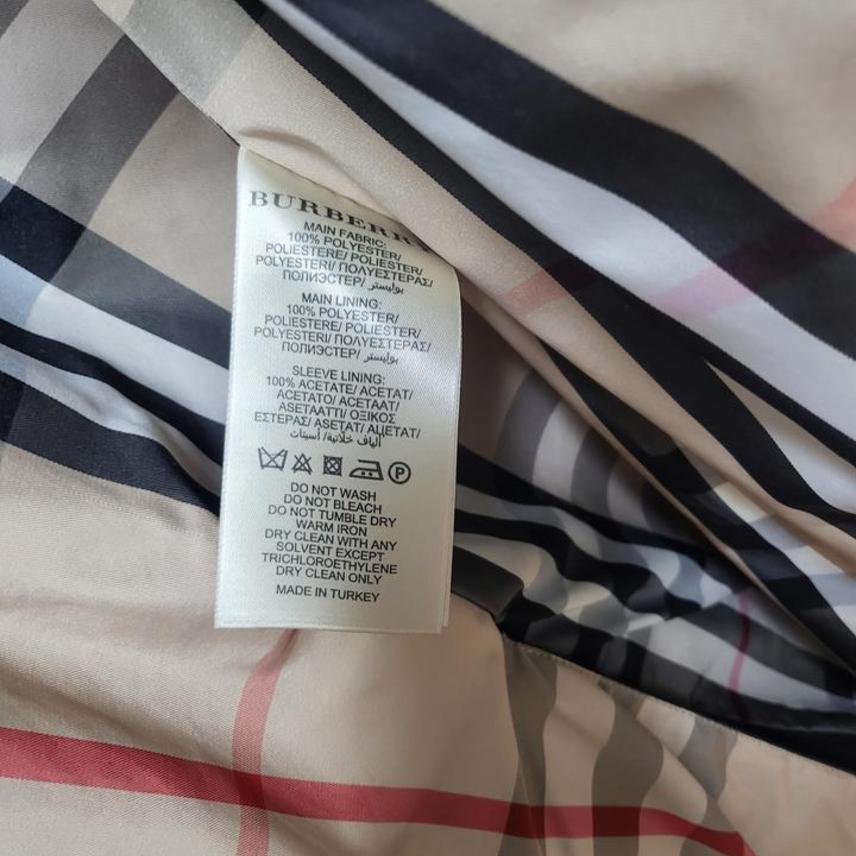 BURBERRY
MAIN FABRIC:
100% POLYESTER/
POLIESTERE/ POLIESTER/
POLYESTERI/ ΠΟΛΥΕΣΤΕΡΑΣ/
ПОЛИЭСТЕР/ بوليستر/
MAIN LINING:
100% POLYESTER/
POLIESTERE/ POLIESTER/
POLYESTERI/ ΠΟΛΥΕΣΤΕΡΑΣ/
ПОЛИЭСТЕР/ بوليستر/
SLEEVE LINING:
100% ACETATE/ ACETAT/
ACETATO/ ACETAAT/
ASETAATTI/ ΟΞΙΚΟΣ
ΕΣΤΕΡΑΣ/ ASETAT/ АЦЕТАТ/
ألياف خلاتية/ أسيتات/
P
DO NOT WASH
DO NOT BLEACH
DO NOT TUMBLE DRY
WARM IRON
DRY CLEAN WITH ANY
SOLVENT EXCEPT
TRICHLOROETHYLENE
DRY CLEAN ONLY
MADE IN TURKEY